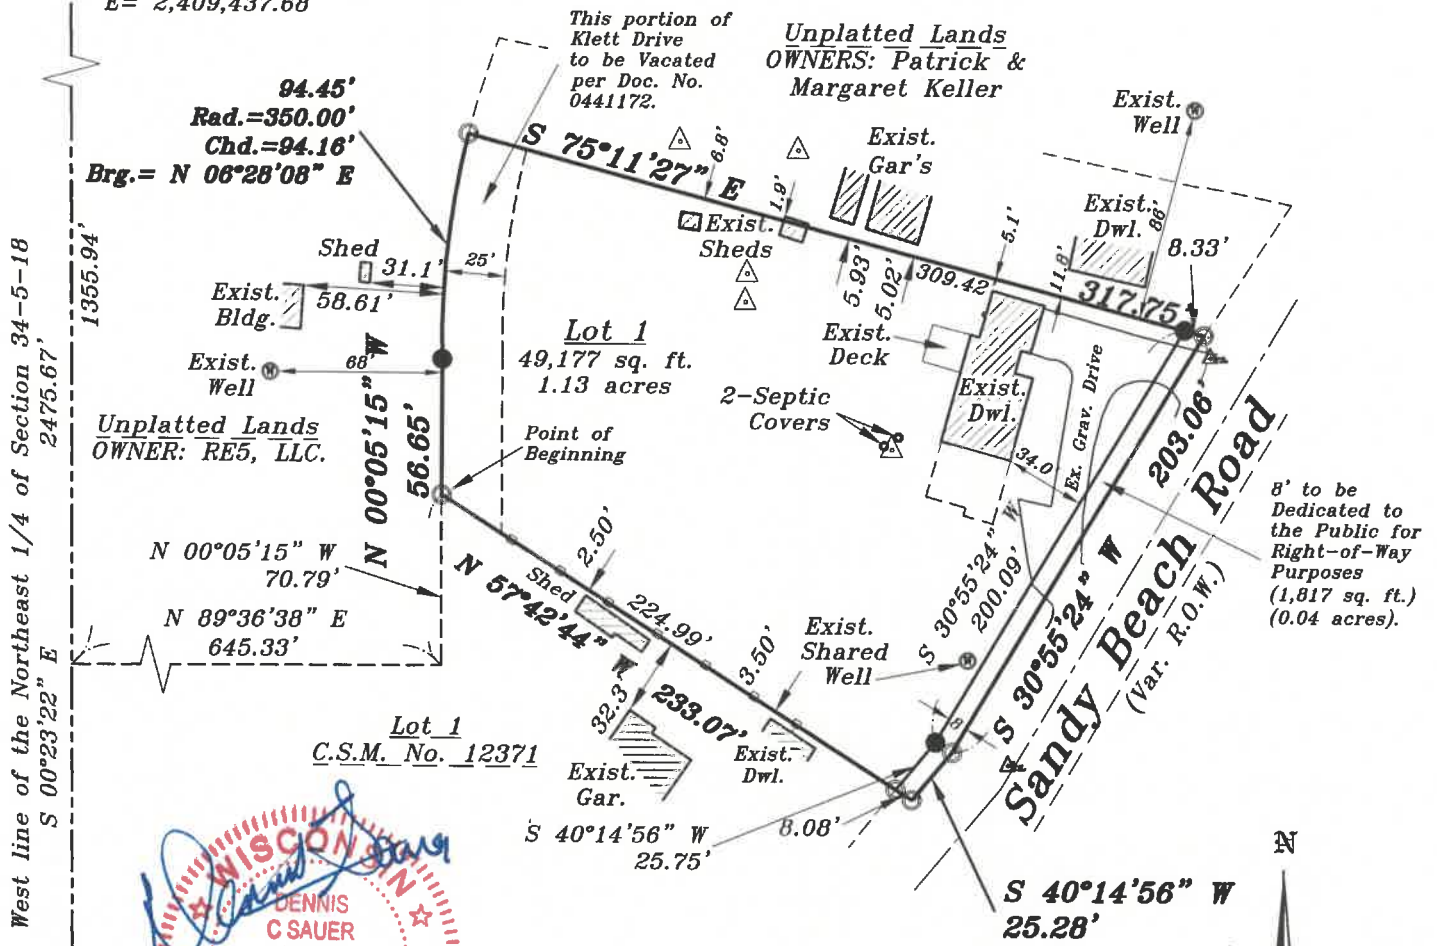 E= 2,409,437.68
This portion of
Klett Drive
to be Vacated
per Doc. No.
0441172.
Unplatted Lands
OWNERS: Patrick &
Margaret Keller
94.45'
Rad.=350.00'
Chd.=94.16'
Brg.= N 06°28'08" E
Exist.
Well
86'
S 75°11'27" E
6.8'
1.9'
Exist.
Gar's
Exist.
Dwl.
8.33'
Exist.
Sheds
5.93'
5.02'
309.42
5.1'
11.8'
317.75'
Shed
31.1'
25'
58.61'
Exist.
Bldg.
Exist.
Well
68'
Unplatted Lands
OWNER: RE5, LLC.
N 00°05'15" W
56.65'
Lot 1
49,177 sq. ft.
1.13 acres
Point of
Beginning
Exist.
Deck
2-Septic
Covers
Exist.
Dwl.
34.0'
Ex. Grav. Drive
203.06'
8' to be
Dedicated to
the Public for
Right-of-Way
Purposes
(1,817 sq. ft.)
(0.04 acres).
West line of the Northeast 1/4 of Section 34-5-18
S 00°23'22" E 2475.67'
1355.94'
N 00°05'15" W
70.79'
N 89°36'38" E
645.33'
N 57°42'44" W
233.07'
2.50'
Shed
224.99'
3.50'
32.3'
Exist.
Shared
Well
S 30°55'24" W
200.09'
S 30°55'24" W
8'
Sandy Beach Road
(Var. R.O.W.)
Lot 1
C.S.M. No. 12371
Exist.
Gar.
Exist.
Dwl.
S 40°14'56" W
25.75'
8.08'
S 40°14'56" W
25.28'
N
WISCONSIN
DENNIS
C SAUER